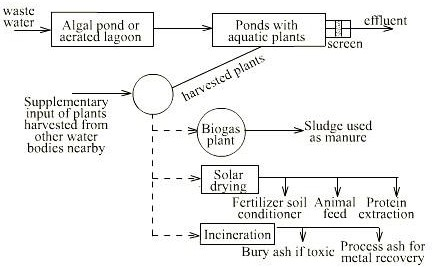 waste
water
Algal pond or
aerated lagoon
Ponds with
aquatic plants
effluent
screen
harvested plants
Supplementary
input of plants
harvested from
other water
bodies nearby
Biogas
plant
Sludge used
as manure
Solar
drying
Fertilizer soil
conditioner
Animal
feed
Protein
extraction
Incineration
Bury ash if toxic
Process ash for
metal recovery